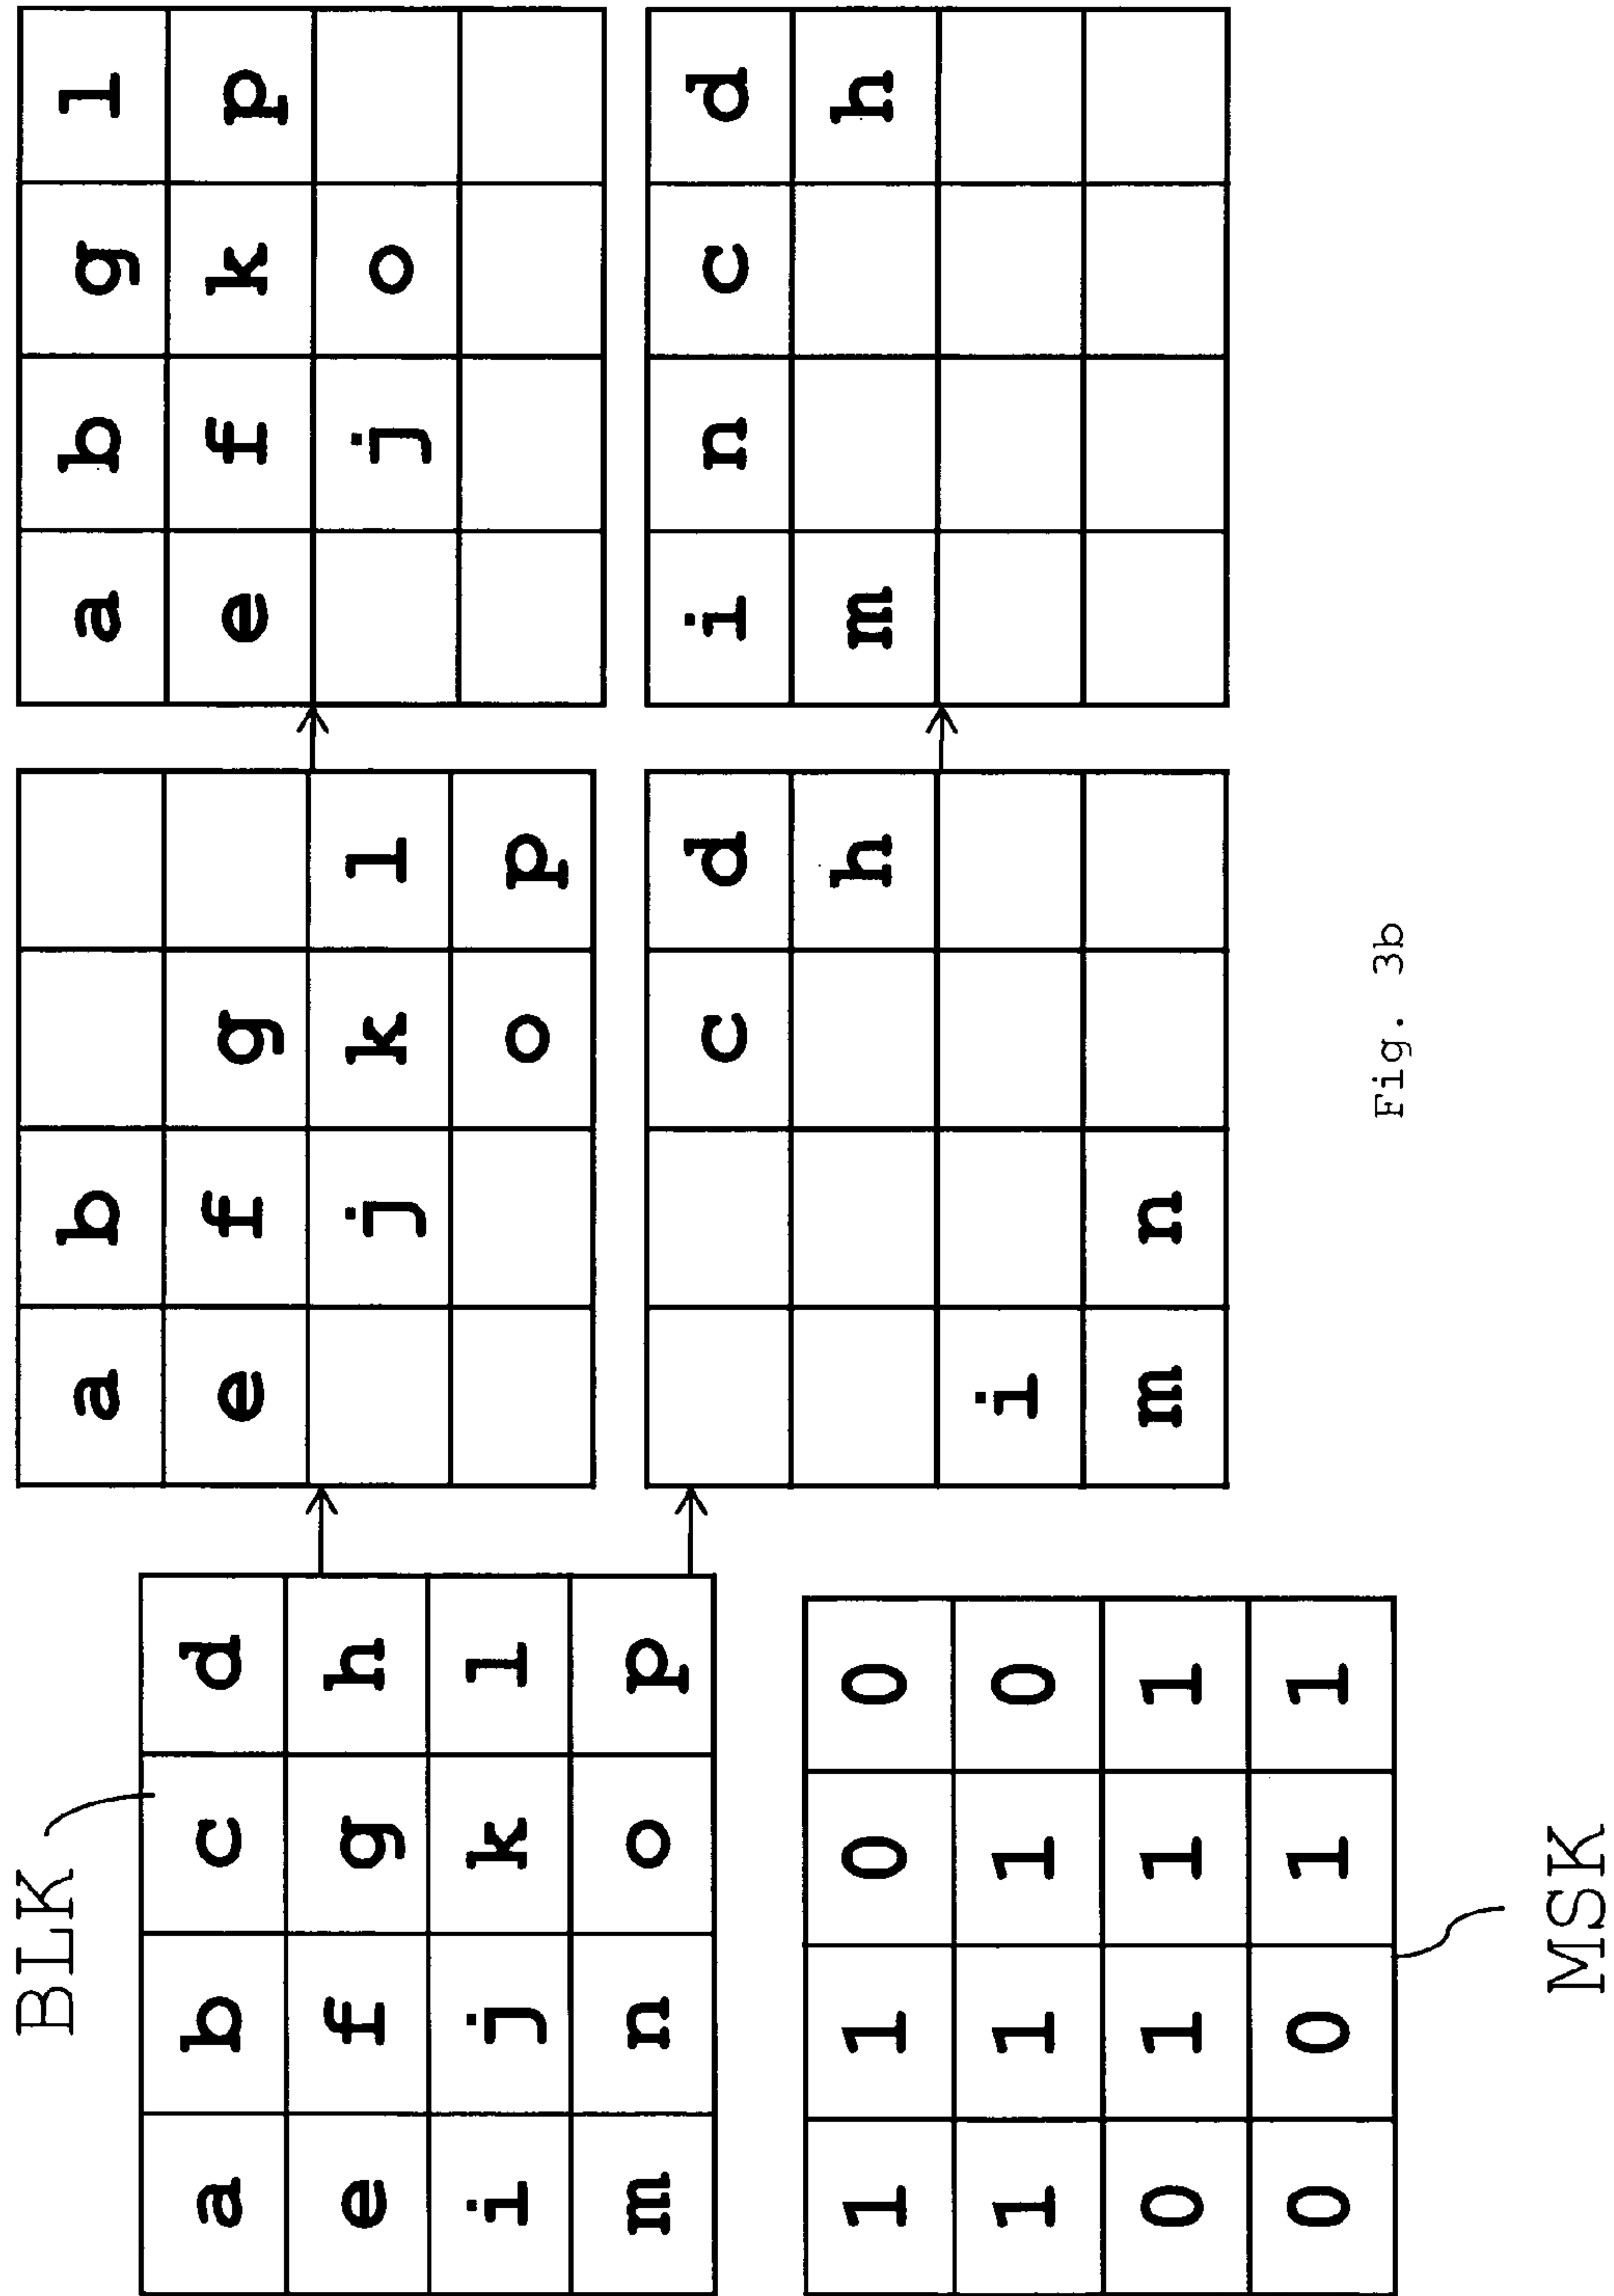 BLK
a b c d
e f g h
i j k l
m n o p
MSK
1 1 0 0
1 1 1 0
0 1 1 1
0 0 1 1
a b
e f g
j k l
o p
c d
h
i
m n
a b g l
e f k p
j o
i n c d
m h
Fig. 3b